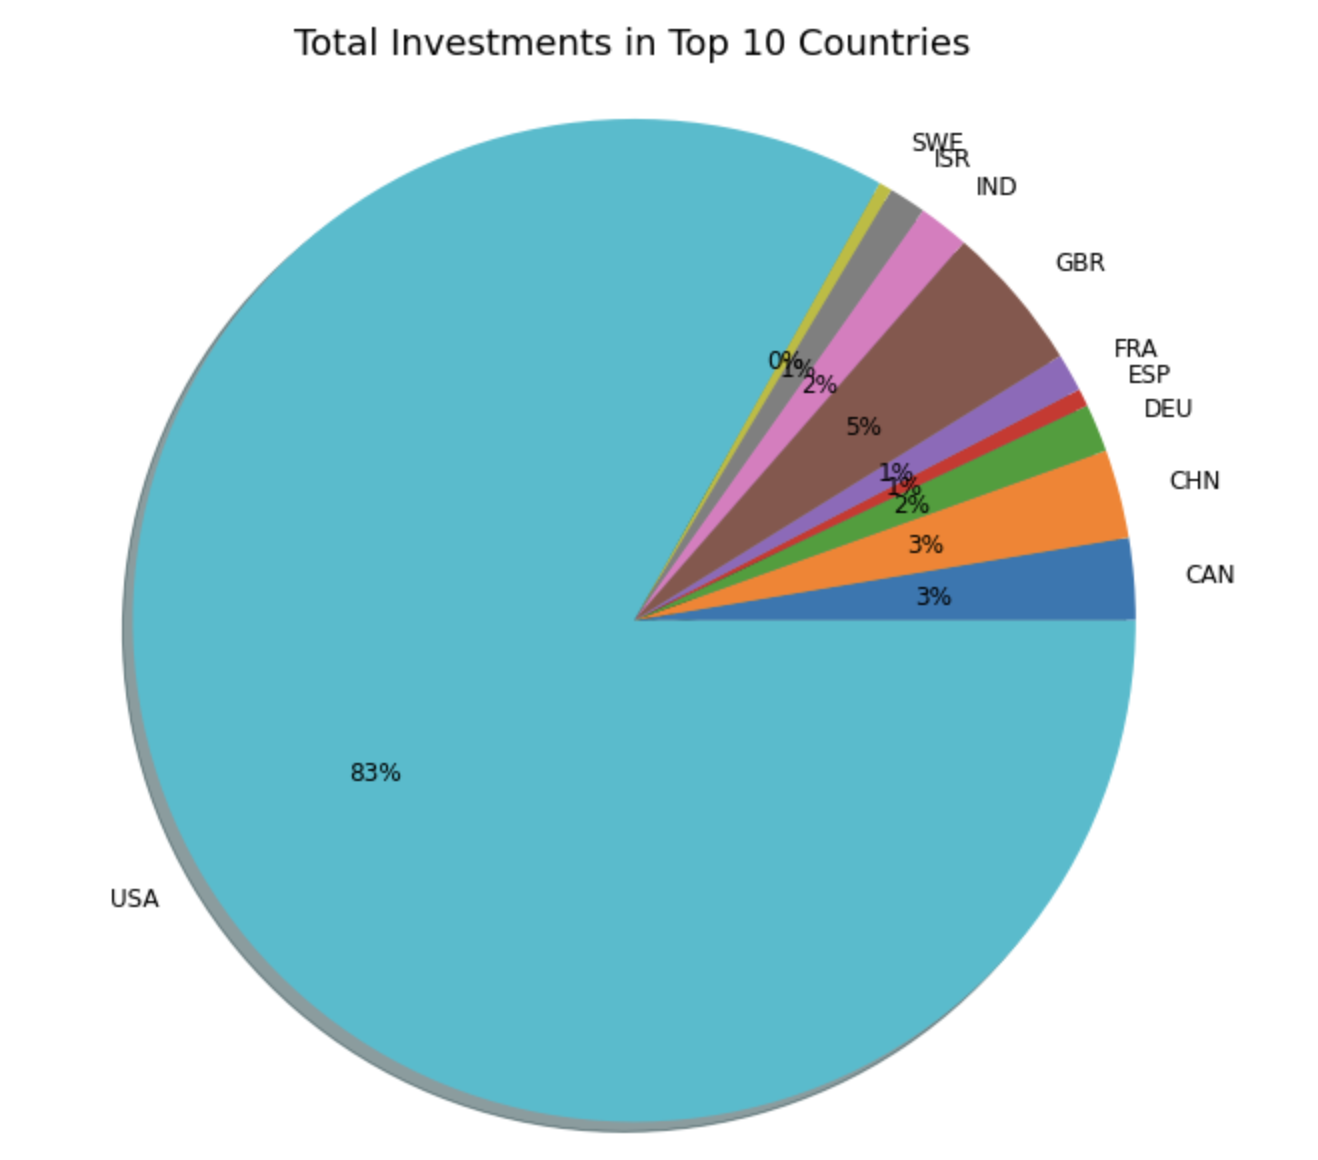 Total Investments in Top 10 Countries
SWE
ISR
IND
GBR
FRA
ESP
DEU
CHN
CAN
USA
0%
1%
2%
5%
1%
1%
2%
3%
3%
83%